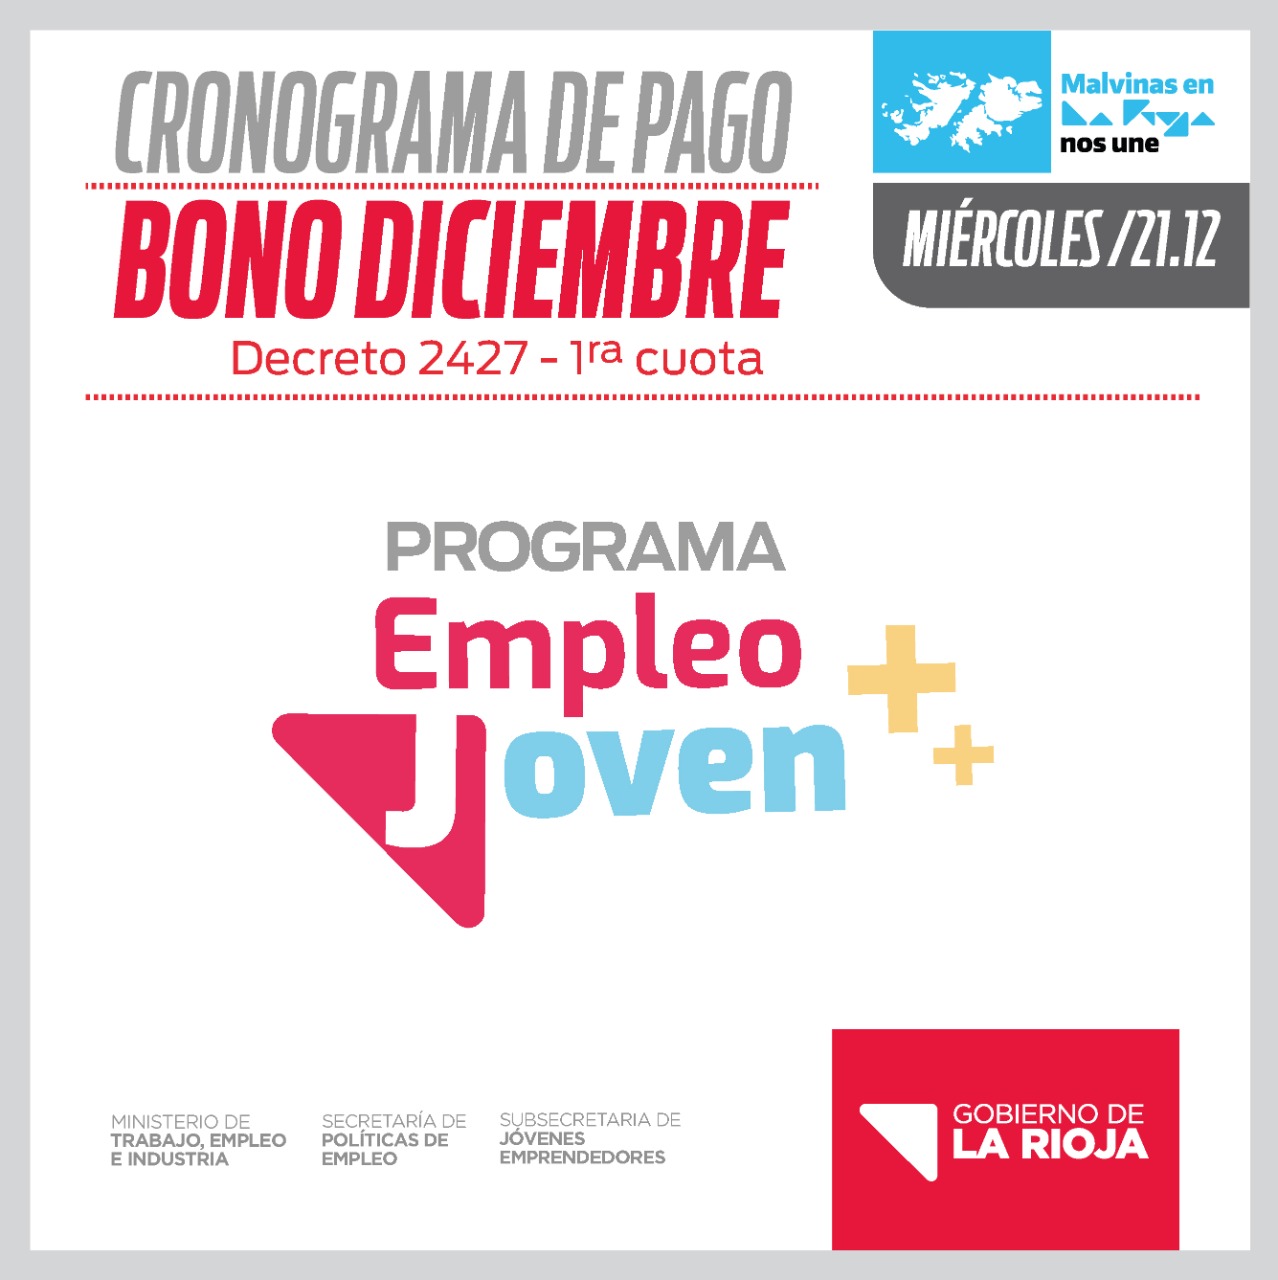 CRONOGRAMA DE PAGO
BONO DICIEMBRE
Decreto 2427 - 1ra cuota
Malvinas en
La Rioja
nos une
MIÉRCOLES /21.12
PROGRAMA
Empleo
Joven
MINISTERIO DE
TRABAJO, EMPLEO
E INDUSTRIA
SECRETARÍA DE
POLÍTICAS DE
EMPLEO
SUBSECRETARIA DE
JÓVENES
EMPRENDEDORES
GOBIERNO DE
LA RIOJA